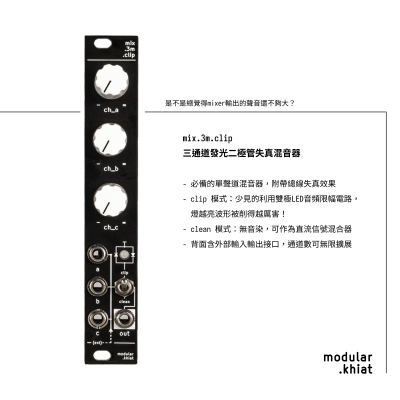 mix
.3m
.clip
ch_a
ch_b
ch_c
a
b
c
clip
clean
out
(ext)
modular
.khiat
是不是總覺得mixer輸出的聲音還不夠大？
mix.3m.clip
三通道發光二極管失真混音器
- 必備的單聲道混音器，附帶總線失真效果
- clip 模式：少見的利用雙極LED音頻限幅電路，
燈越亮波形被削得越厲害！
- clean 模式：無音染，可作為直流信號混合器
- 背面含外部輸入輸出接口，通道數可無限擴展
modular
.khiat